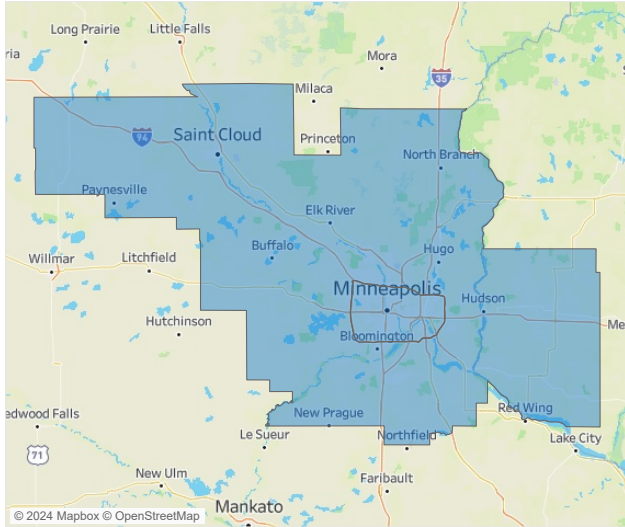 Long Prairie
Little Falls
ria
Mora
35
Milaca
94
Saint Cloud
Princeton
North Branch
Paynesville
Elk River
Buffalo
Hugo
Willmar
Litchfield
Minneapolis
Hudson
Hutchinson
Me
Bloomington
edwood Falls
New Prague
Red Wing
Le Sueur
Northfield
Lake City
71
New Ulm
Faribault
Mankato
© 2024 Mapbox © OpenStreetMap